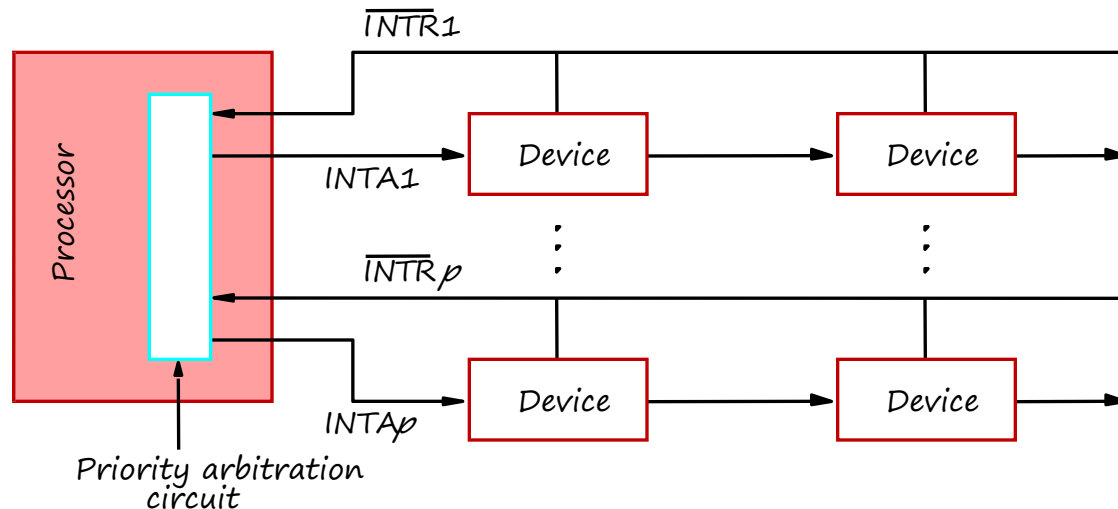 INTR1
Device
Device
INTA1
Processor
INTRp
Device
Device
INTAp
Priority arbitration
circuit